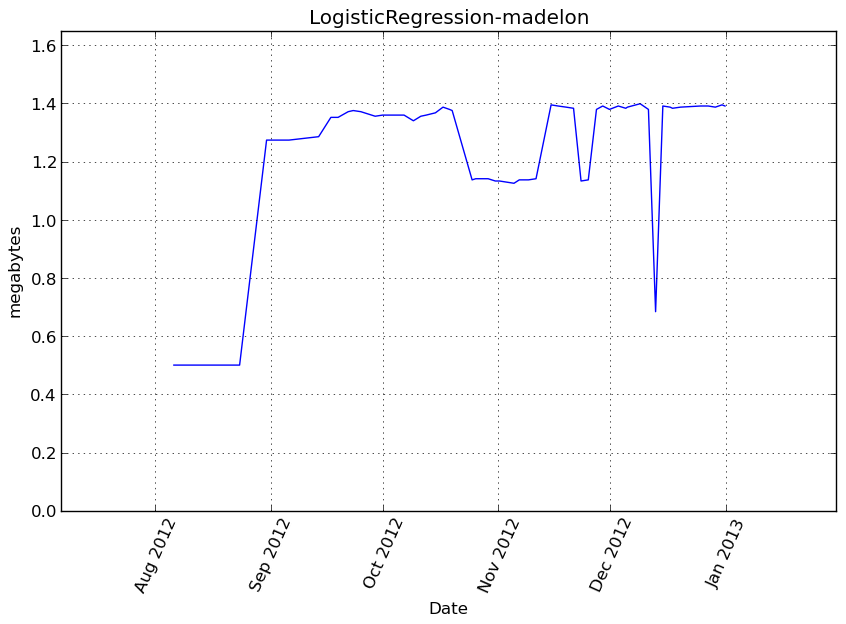 LogisticRegression-madelon
megabytes
1.6
1.4
1.2
1.0
0.8
0.6
0.4
0.2
0.0
Aug 2012
Sep 2012
Oct 2012
Nov 2012
Dec 2012
Jan 2013
Date